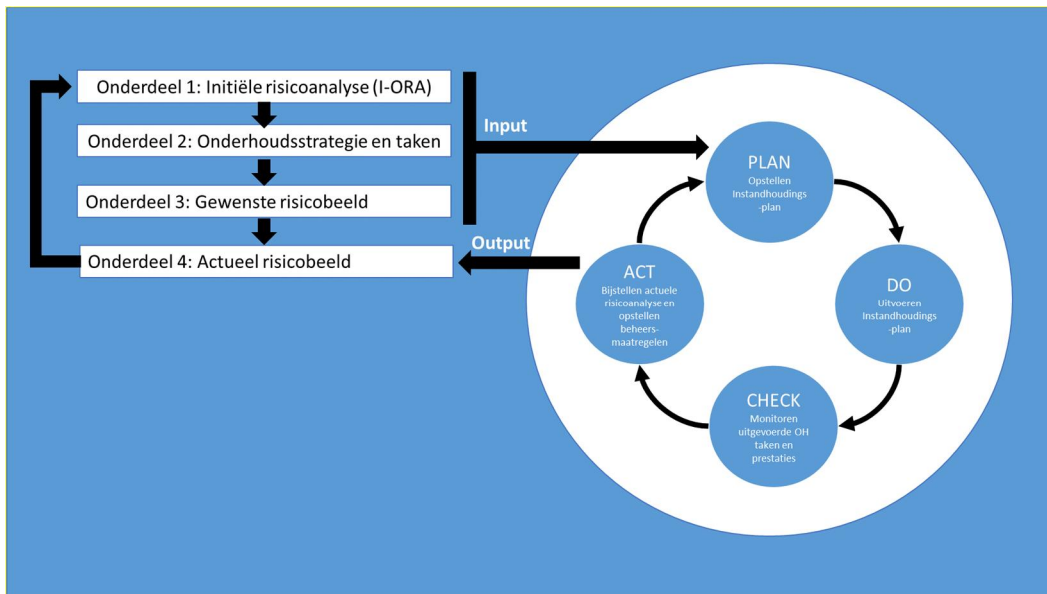 Onderdeel 1: Initiële risicoanalyse (I-ORA)
Onderdeel 2: Onderhoudsstrategie en taken
Onderdeel 3: Gewenste risicobeeld
Onderdeel 4: Actueel risicobeeld
Input
Output
PLAN
Opstellen
Instandhoudings
-plan
DO
Uitvoeren
Instandhoudings
-plan
CHECK
Monitoren
uitgevoerde OH
taken en
prestaties
ACT
Bijstellen actuele
risicoanalyse en
opstellen
beheers-
maatregelen